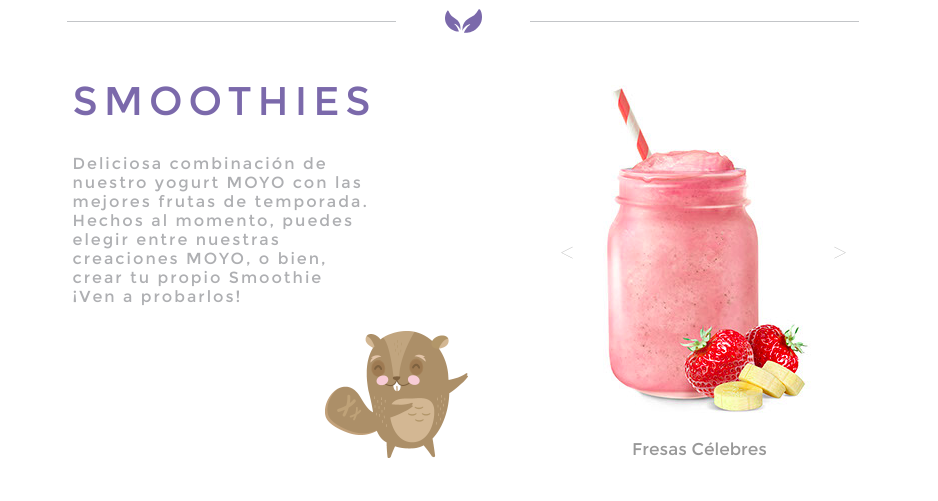 SMOOTHIES
Deliciosa combinación de
nuestro yogurt MOYO con las
mejores frutas de temporada.
Hechos al momento, puedes
elegir entre nuestras
creaciones MOYO, o bien,
crear tu propio Smoothie
¡Ven a probarlos!
Fresas Célebres